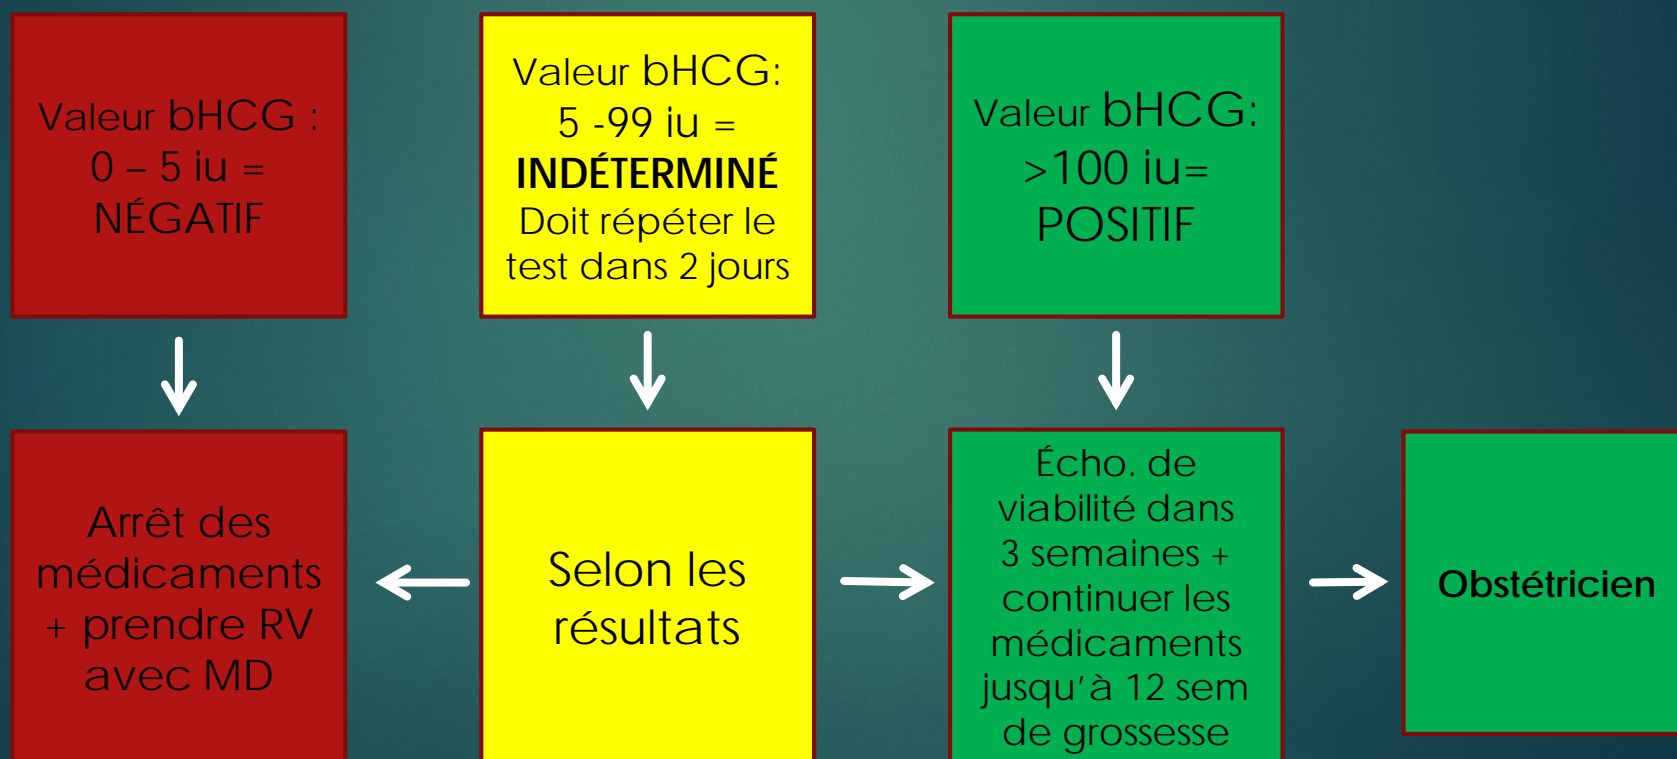 Valeur bHCG :
0 – 5 iu =
NÉGATIF
Valeur bHCG:
5 -99 iu =
INDÉTERMINÉ
Doit répéter le
test dans 2 jours
Valeur bHCG:
>100 iu=
POSITIF
Arrêt des
médicaments
+ prendre RV
avec MD
Selon les
résultats
Écho. de
viabilité dans
3 semaines +
continuer les
médicaments
jusqu’à 12 sem
de grossesse
Obstétricien